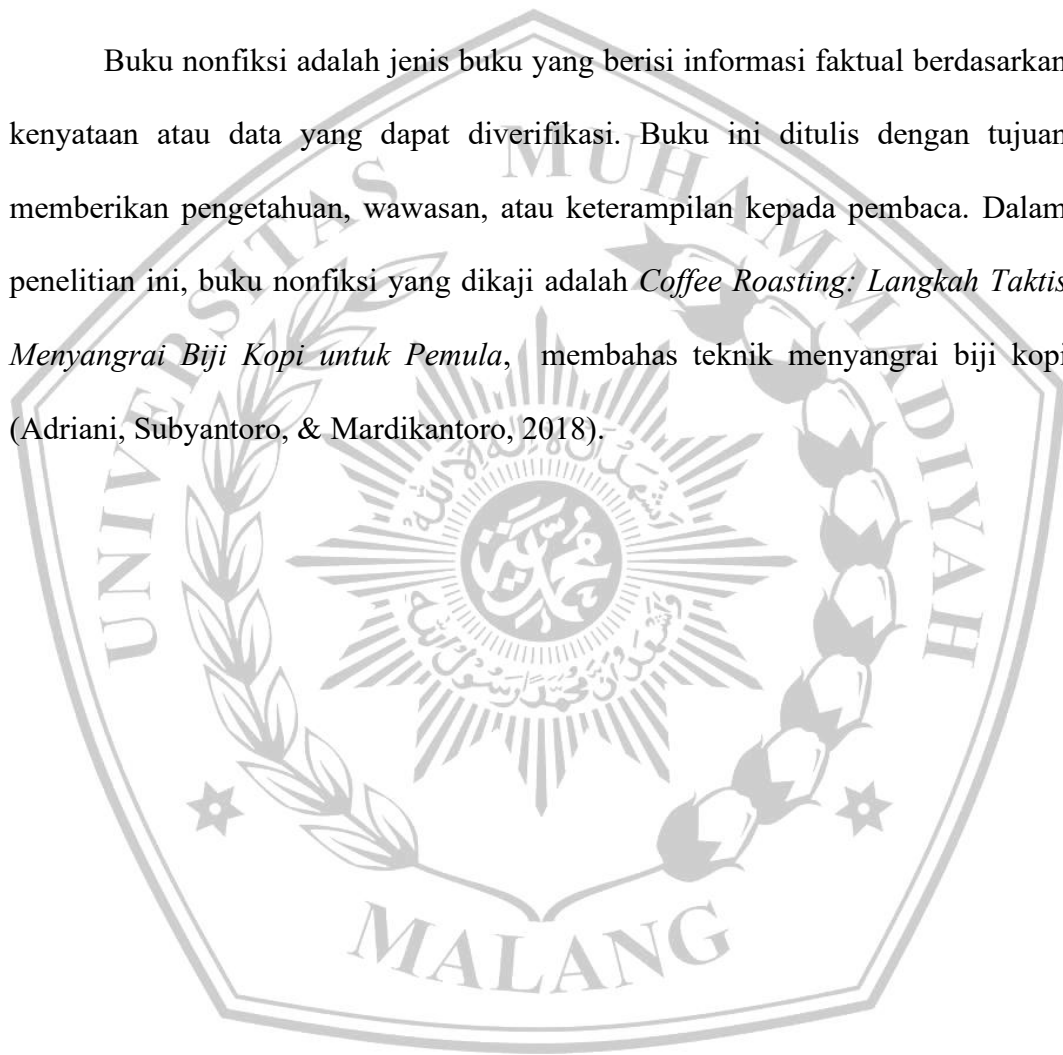 Buku nonfiksi adalah jenis buku yang berisi informasi faktual berdasarkan
kenyataan atau data yang dapat diverifikasi. Buku ini ditulis dengan tujuan
memberikan pengetahuan, wawasan, atau keterampilan kepada pembaca. Dalam
penelitian ini, buku nonfiksi yang dikaji adalah Coffee Roasting: Langkah Taktis
Menyangrai Biji Kopi untuk Pemula, membahas teknik menyangrai biji kopi
(Adriani, Subyantoro, & Mardikantoro, 2018).
UNIVERSITAS MUHAMMADIYAH
MALANG